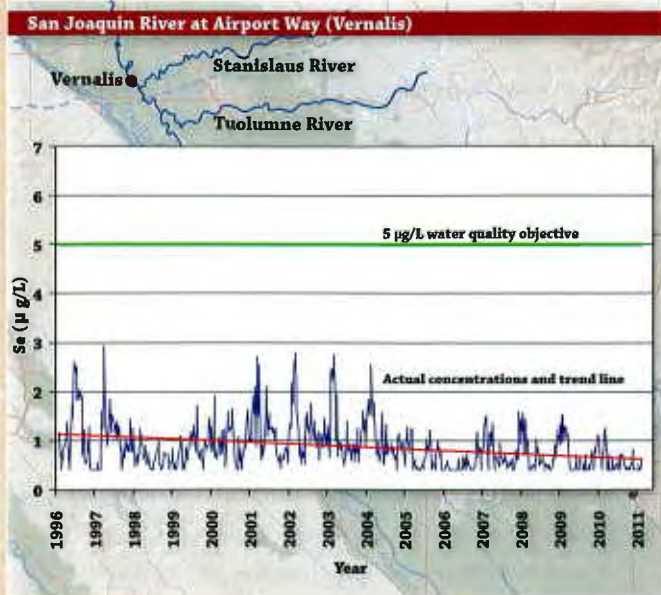 San Joaquin River at Airport Way (Vernalis)
Stanislaus River
Vernalis
Tuolumne River
7
6
5 µg/L water quality objective
5
4
Se (µ g/L)
3
Actual concentrations and trend line
2
1
0
1996 1997 1998 1999 2000 2001 2002 2003 2004 2005 2006 2007 2008 2009 2010 2011
Year